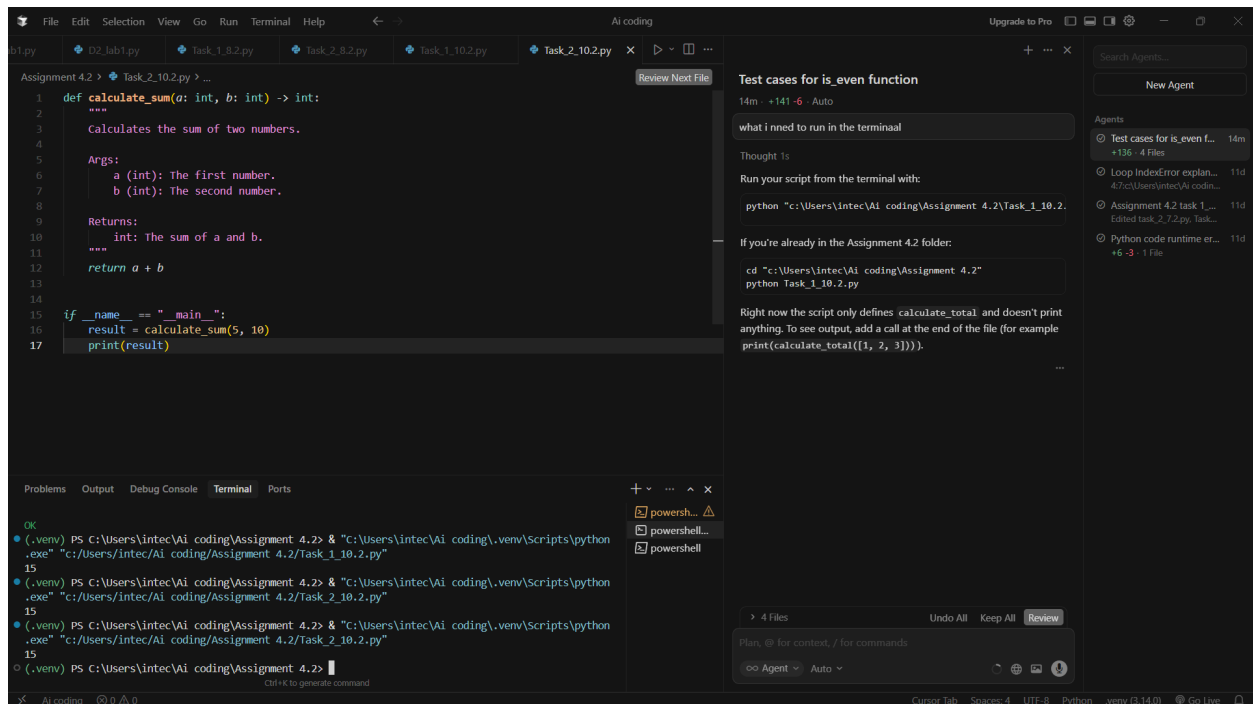 File Edit Selection View Go Run Terminal Help
Ai coding
Upgrade to Pro
ab1.py D2_lab1.py Task_1_8.2.py Task_2_8.2.py Task_1_10.2.py Task_2_10.2.py
Assignment 4.2 > Task_2_10.2.py > ...
Review Next File
1 def calculate_sum(a: int, b: int) -> int:
2 """
3 Calculates the sum of two numbers.
4
5 Args:
6 a (int): The first number.
7 b (int): The second number.
8
9 Returns:
10 int: The sum of a and b.
11 """
12 return a + b
13
14
15 if __name__ == "__main__":
16 result = calculate_sum(5, 10)
17 print(result)
Problems Output Debug Console Terminal Ports
OK
(.venv) PS C:\Users\intec\Ai coding\Assignment 4.2> & "C:\Users\intec\Ai coding\.venv\Scripts\python
.exe" "c:/Users/intec/Ai coding/Assignment 4.2/Task_1_10.2.py"
15
(.venv) PS C:\Users\intec\Ai coding\Assignment 4.2> & "C:\Users\intec\Ai coding\.venv\Scripts\python
.exe" "c:/Users/intec/Ai coding/Assignment 4.2/Task_2_10.2.py"
15
(.venv) PS C:\Users\intec\Ai coding\Assignment 4.2> & "C:\Users\intec\Ai coding\.venv\Scripts\python
.exe" "c:/Users/intec/Ai coding/Assignment 4.2/Task_2_10.2.py"
15
(.venv) PS C:\Users\intec\Ai coding\Assignment 4.2>
Ctrl+K to generate command
powersh...
powershell...
powershell
Test cases for is_even function
14m · +141 -6 · Auto
what i nned to run in the terminaal
Thought 1s
Run your script from the terminal with:
python "c:\Users\intec\Ai coding\Assignment 4.2\Task_1_10.2.
If you're already in the Assignment 4.2 folder:
cd "c:\Users\intec\Ai coding\Assignment 4.2"
python Task_1_10.2.py
Right now the script only defines calculate_total and doesn't print
anything. To see output, add a call at the end of the file (for example
print(calculate_total([1, 2, 3]))).
...
> 4 Files Undo All Keep All Review
Plan, @ for context, / for commands
Agent Auto
Search Agents...
New Agent
Agents
Test cases for is_even f... 14m
+136 · 4 Files
Loop IndexError explan... 11d
4:7:c:\Users\intec\Ai codin...
Assignment 4.2 task 1_... 11d
Edited task_2_7.2.py, Task...
Python code runtime er... 11d
+6 -3 · 1 File
Ai coding 0 0
Cursor Tab Spaces: 4 UTF-8 Python .venv (3.14.0) Go Live